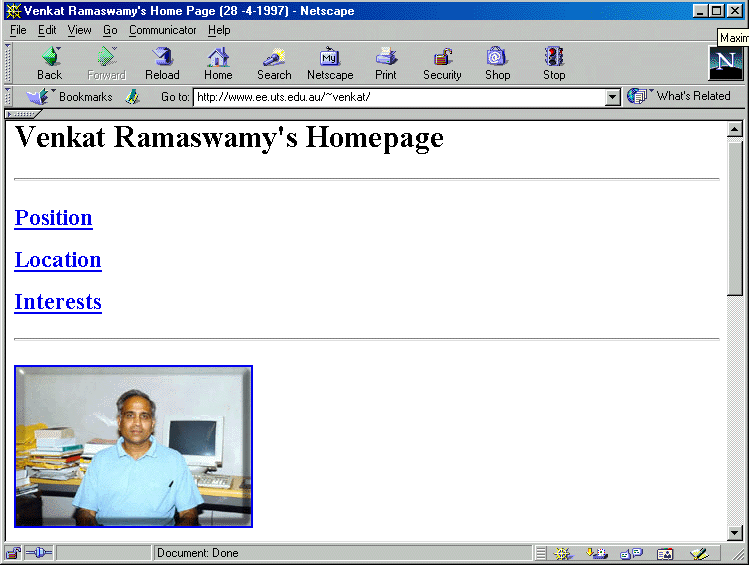 Venkat Ramaswamy's Home Page (28 -4-1997) - Netscape
File Edit View Go Communicator Help
Maxim
Back Forward Reload Home Search Netscape Print Security Shop Stop
My
N
Bookmarks Go to: http://www.ee.uts.edu.au/~venkat/ What's Related
Venkat Ramaswamy's Homepage
Position
Location
Interests
Document: Done